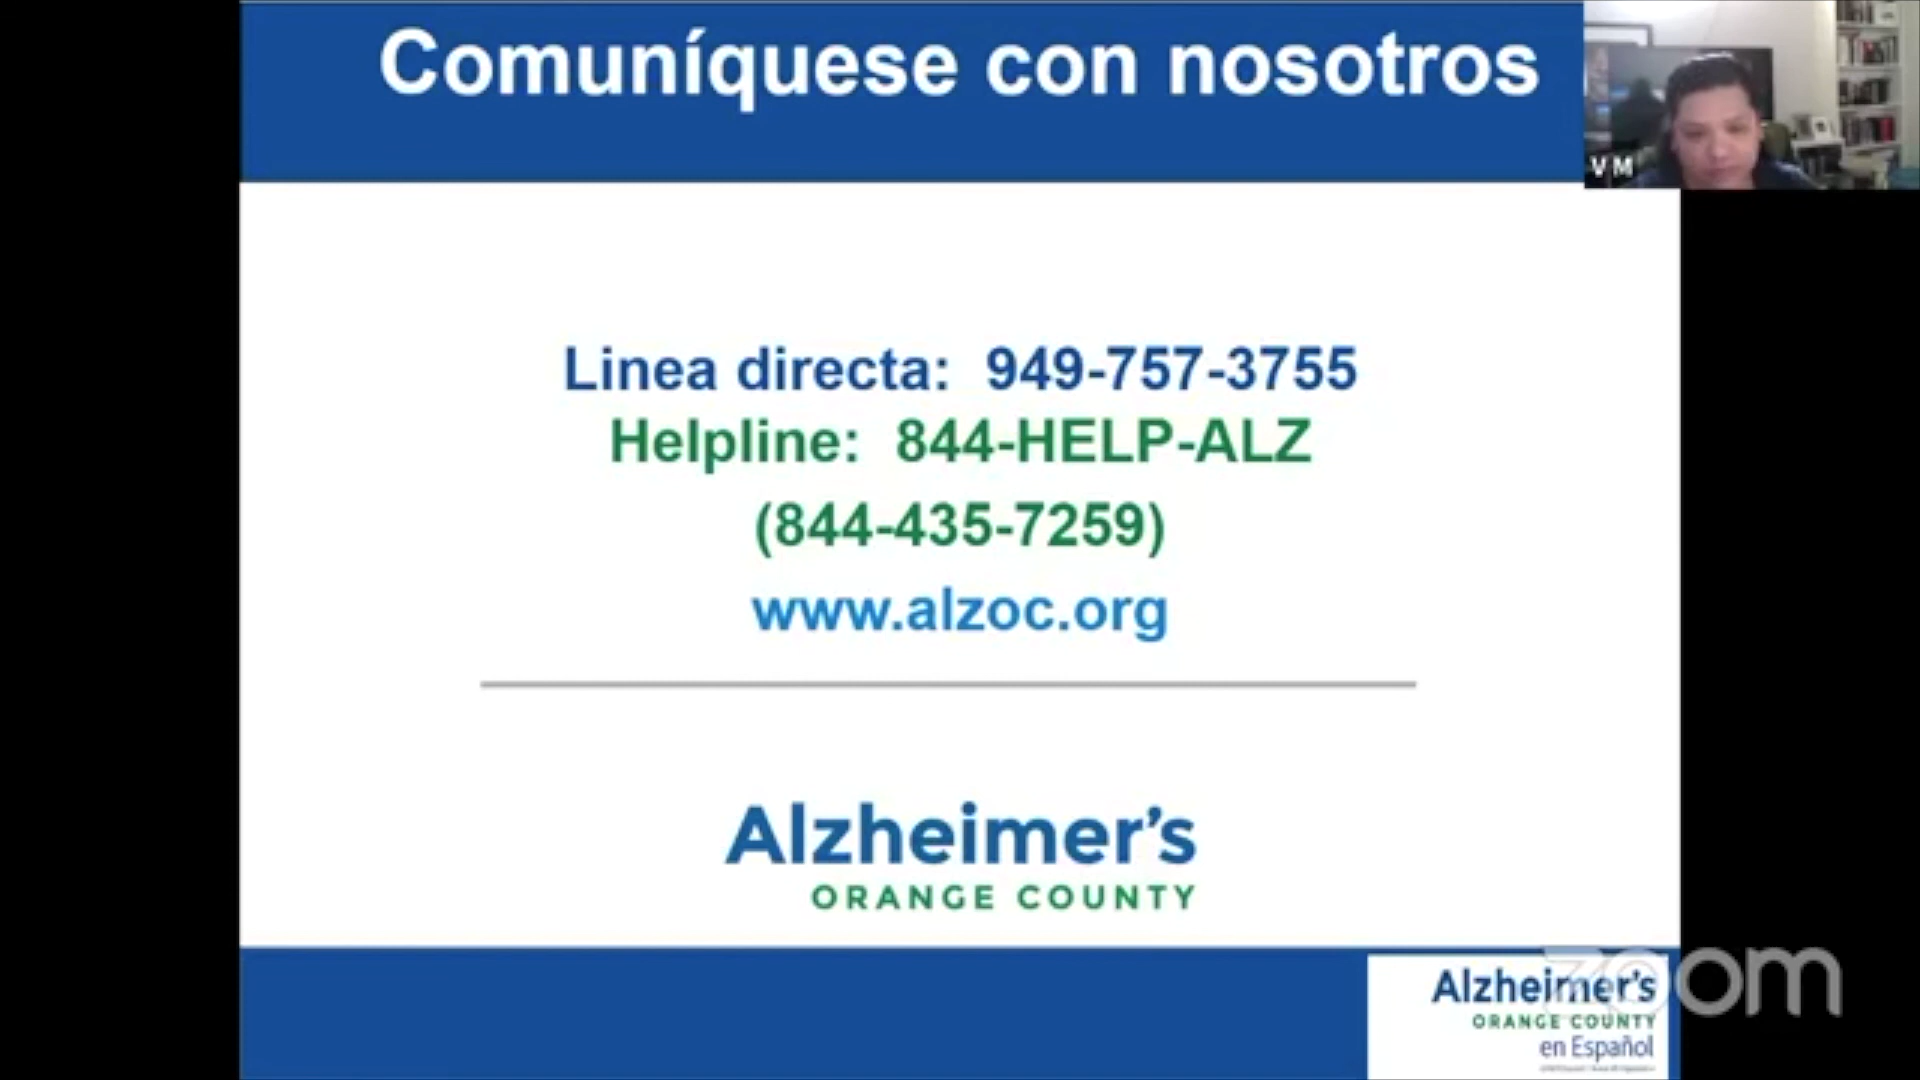 Comuníquese con nosotros
VM
Linea directa: 949-757-3755
Helpline: 844-HELP-ALZ
(844-435-7259)
www.alzoc.org
Alzheimer's
ORANGE COUNTY
zoom
Alzheimer's
ORANGE COUNTY
en Español